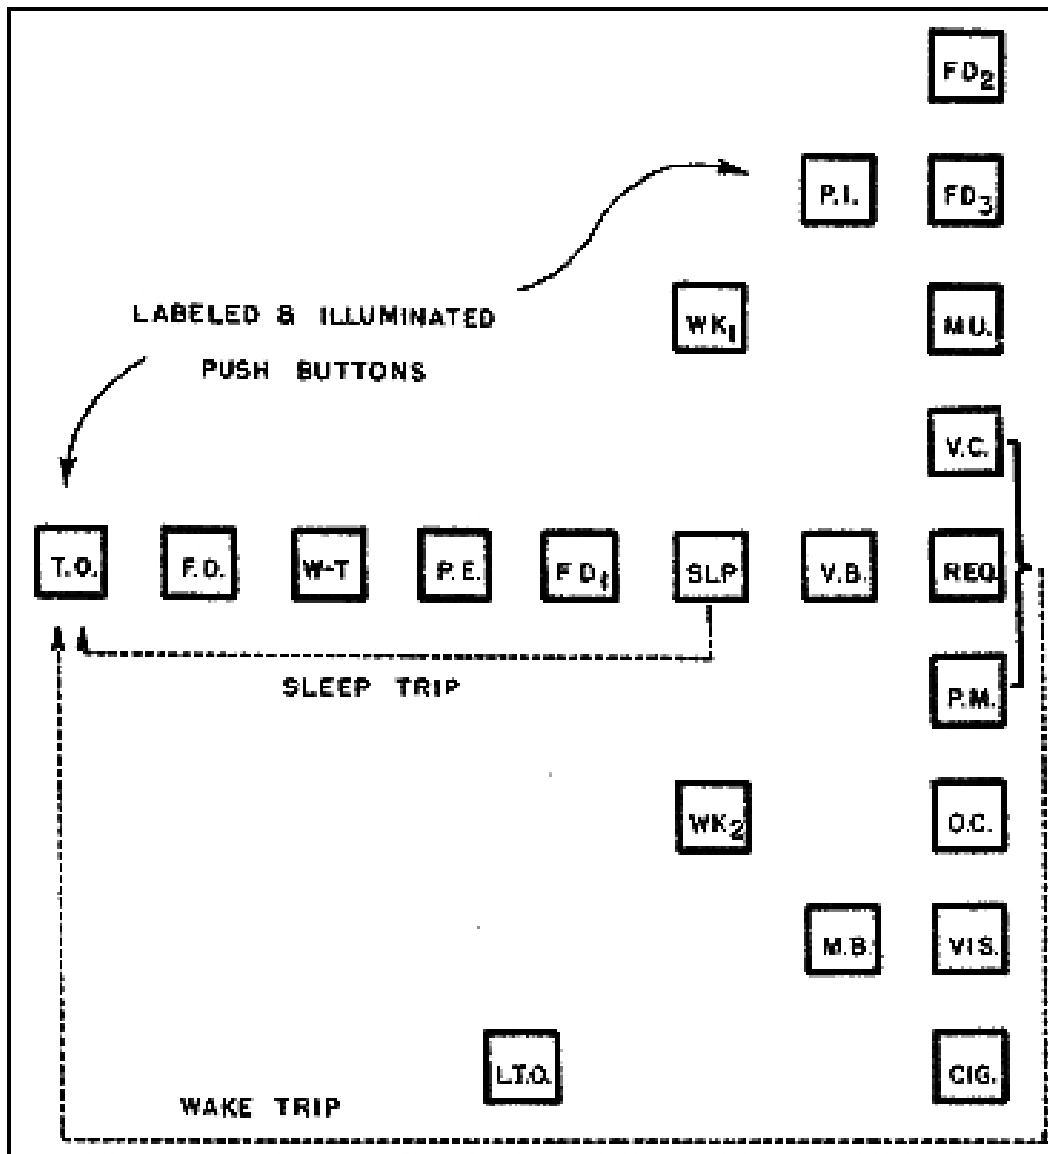 FD2
P.I. FD3
LABELED & ILLUMINATED
PUSH BUTTONS
WK1 M.U.
V.C.
T.O. F.D. W-T P.E. FD1 SLP V.B. REQ.
SLEEP TRIP
P.M.
WK2 O.C.
M.B. VIS.
L.T.O. CIG.
WAKE TRIP